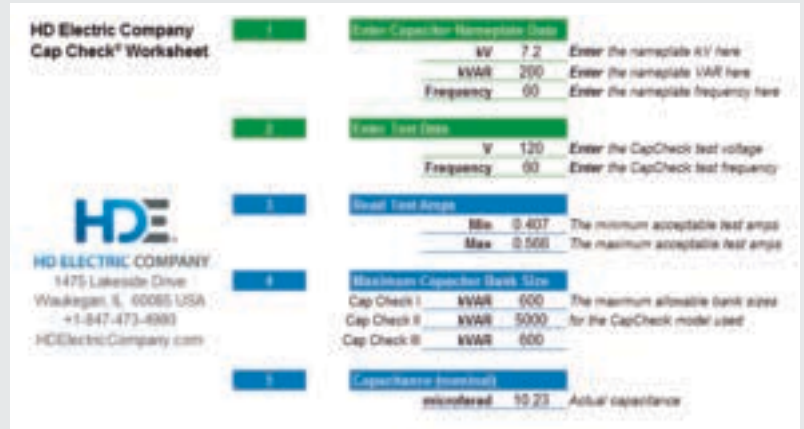 HD Electric Company
Cap Check® Worksheet
1
Enter Capacitor Nameplate Data
kV 7.2 Enter the nameplate kV here
kVAR 200 Enter the nameplate VAR here
Frequency 60 Enter the nameplate frequency here
2
Enter Test Data
V 120 Enter the CapCheck test voltage
Frequency 60 Enter the CapCheck test frequency
3
Read Test Amps
Min 0.407 The minimum acceptable test amps
Max 0.566 The maximum acceptable test amps
HDE
HD ELECTRIC COMPANY
1475 Lakeside Drive
Waukegan, IL 60085 USA
+1-847-473-4980
HDElectricCompany.com
4
Maximum Capacitor Bank Size
Cap Check I kVAR 600 The maximum allowable bank sizes
Cap Check II kVAR 5000 for the CapCheck model used
Cap Check III kVAR 600
5
Capacitance (nominal)
microfarad 10.23 Actual capacitance